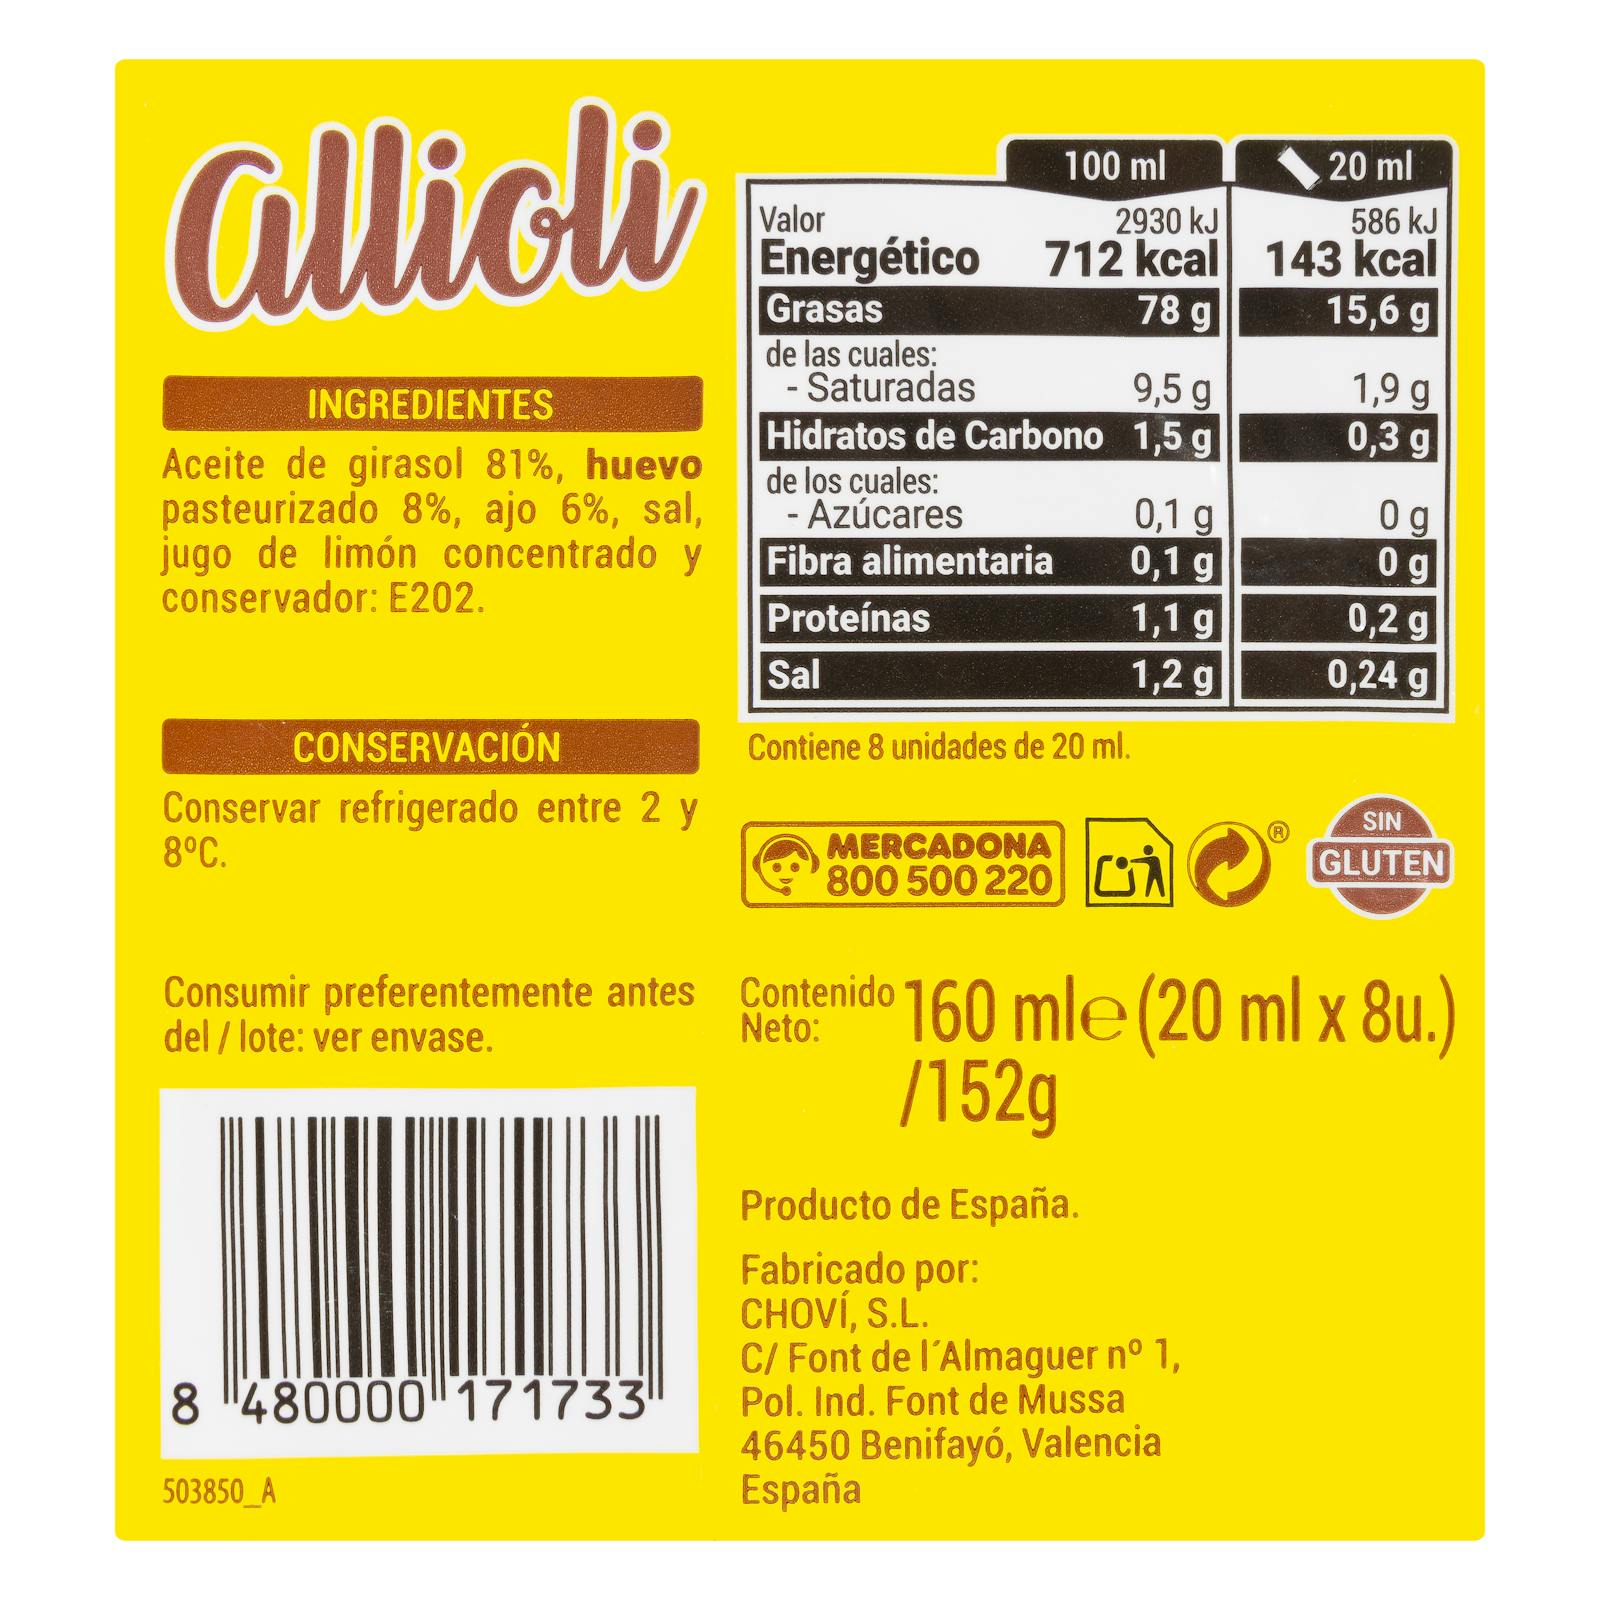 allioli
INGREDIENTES
Aceite de girasol 81%, huevo
pasteurizado 8%, ajo 6%, sal,
jugo de limón concentrado y
conservador: E202.
CONSERVACIÓN
Conservar refrigerado entre 2 y
8ºC.
Consumir preferentemente antes
del / lote: ver envase.
8 480000 171733
503850_A
100 ml 20 ml
Valor 2930 kJ 586 kJ
Energético 712 kcal 143 kcal
Grasas 78 g 15,6 g
de las cuales:
- Saturadas 9,5 g 1,9 g
Hidratos de Carbono 1,5 g 0,3 g
de los cuales:
- Azúcares 0,1 g 0 g
Fibra alimentaria 0,1 g 0 g
Proteínas 1,1 g 0,2 g
Sal 1,2 g 0,24 g
Contiene 8 unidades de 20 ml.
MERCADONA
800 500 220
®
SIN
GLUTEN
Contenido
Neto:
160 ml℮(20 ml x 8u.)
/152g
Producto de España.
Fabricado por:
CHOVÍ, S.L.
C/ Font de l´Almaguer nº 1,
Pol. Ind. Font de Mussa
46450 Benifayó, Valencia
España